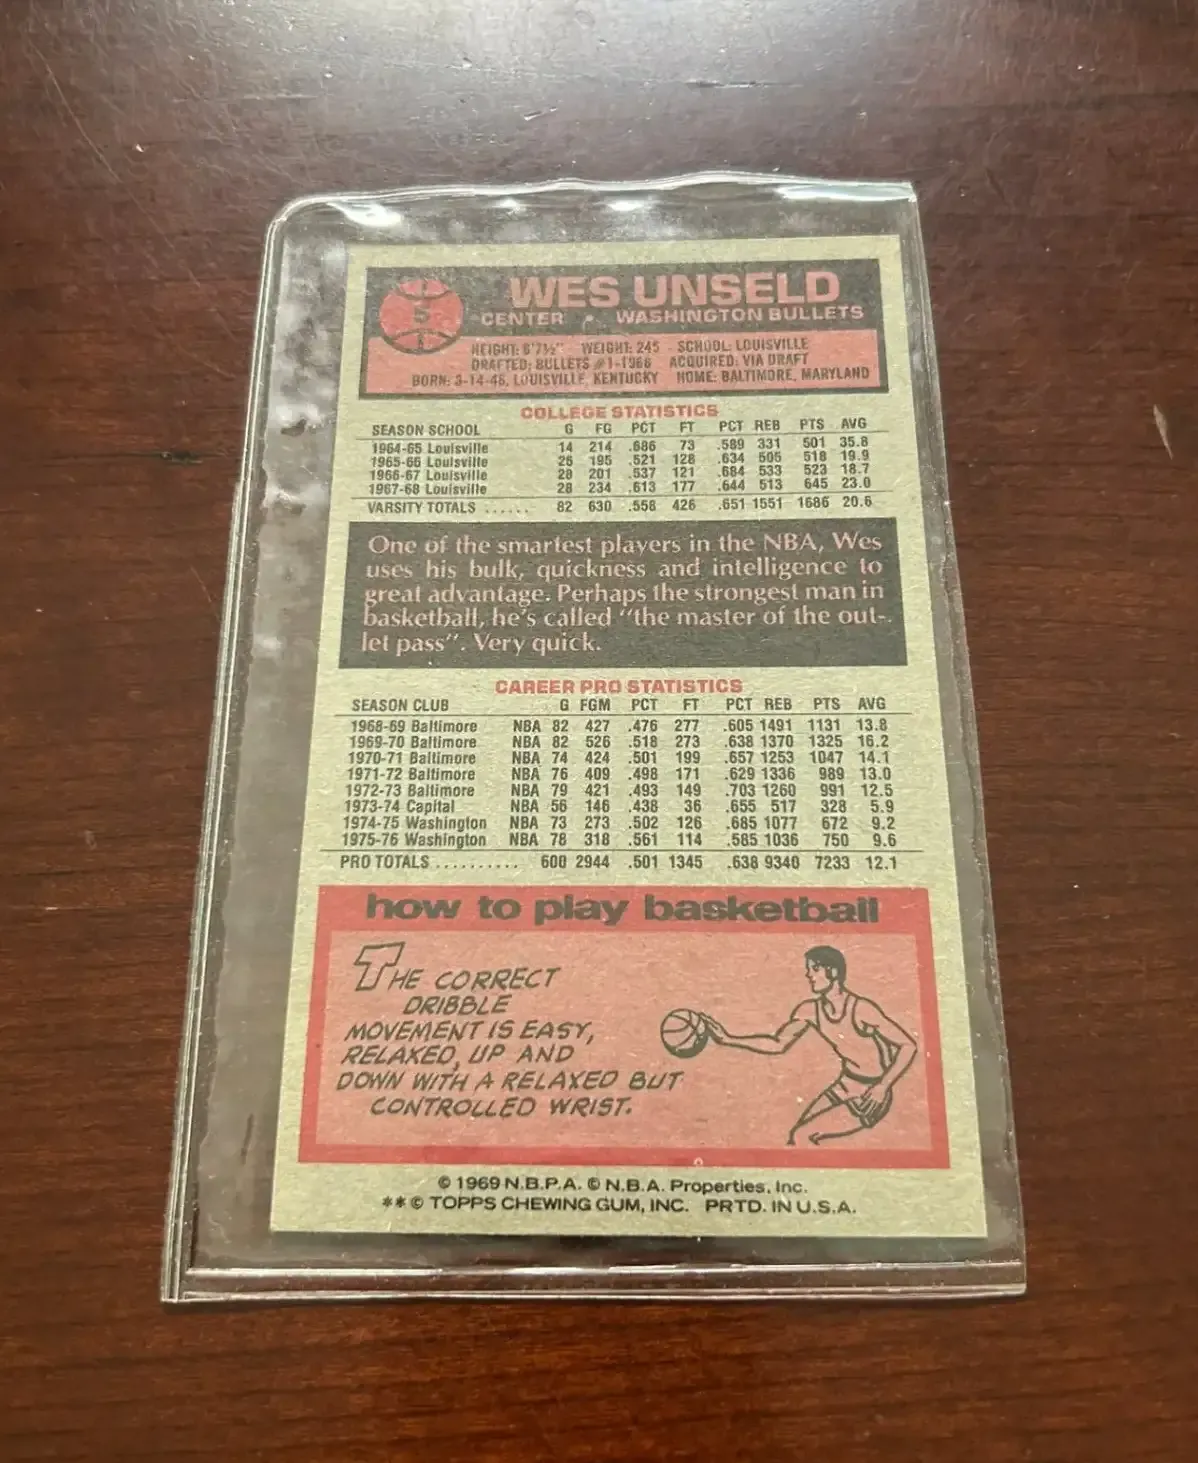 5
WES UNSELD
CENTER • WASHINGTON BULLETS
HEIGHT: 6'7½" WEIGHT: 245 SCHOOL: LOUISVILLE
DRAFTED: BULLETS #1-1968 ACQUIRED: VIA DRAFT
BORN: 3-14-46, LOUISVILLE, KENTUCKY HOME: BALTIMORE, MARYLAND
COLLEGE STATISTICS
SEASON SCHOOL G FG PCT FT PCT REB PTS AVG
1964-65 Louisville 14 214 .686 73 .589 331 501 35.8
1965-66 Louisville 26 195 .521 128 .634 505 518 19.9
1966-67 Louisville 28 201 .537 121 .684 533 523 18.7
1967-68 Louisville 28 234 .613 177 .644 513 645 23.0
VARSITY TOTALS ...... 82 630 .558 426 .651 1551 1686 20.6
One of the smartest players in the NBA, Wes
uses his bulk, quickness and intelligence to
great advantage. Perhaps the strongest man in
basketball, he's called "the master of the out-
let pass". Very quick.
CAREER PRO STATISTICS
SEASON CLUB G FGM PCT FT PCT REB PTS AVG
1968-69 Baltimore NBA 82 427 .476 277 .605 1491 1131 13.8
1969-70 Baltimore NBA 82 526 .518 273 .638 1370 1325 16.2
1970-71 Baltimore NBA 74 424 .501 199 .657 1253 1047 14.1
1971-72 Baltimore NBA 76 409 .498 171 .629 1336 989 13.0
1972-73 Baltimore NBA 79 421 .493 149 .703 1260 991 12.5
1973-74 Capital NBA 56 146 .438 36 .655 517 328 5.9
1974-75 Washington NBA 73 273 .502 126 .685 1077 672 9.2
1975-76 Washington NBA 78 318 .561 114 .585 1036 750 9.6
PRO TOTALS .......... 600 2944 .501 1345 .638 9340 7233 12.1
how to play basketball
THE CORRECT
DRIBBLE
MOVEMENT IS EASY,
RELAXED, UP AND
DOWN WITH A RELAXED BUT
CONTROLLED WRIST.
© 1969 N.B.P.A. © N.B.A. Properties, Inc.
**© TOPPS CHEWING GUM, INC. PRTD. IN U.S.A.